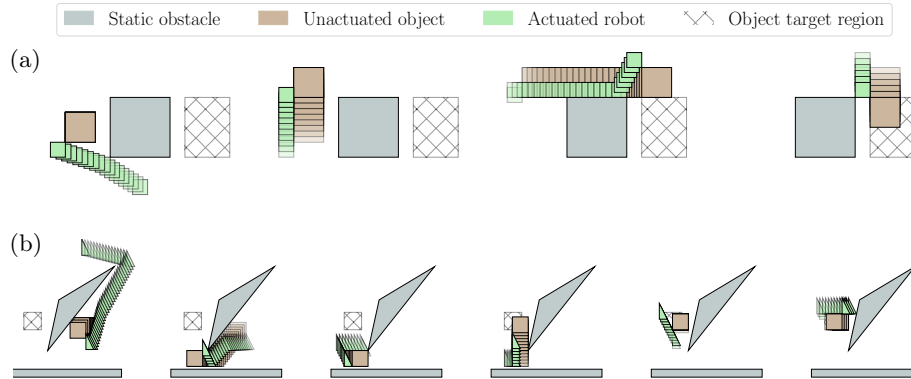 Static obstacle Unactuated object Actuated robot Object target region
(a)
(b)